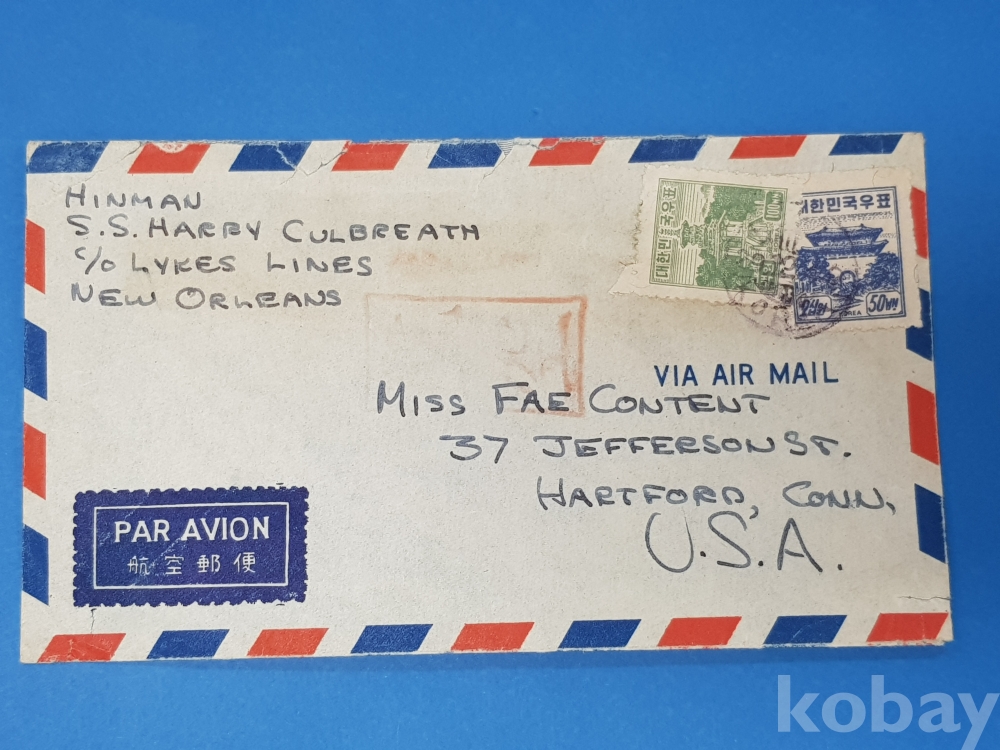 HINMAN
S.S. HARRY CULBREATH
C/O LYKES LINES
NEW ORLEANS
대한민국우표
100WN
대한민국우표
KOREA
50WN
VIA AIR MAIL
MISS FAE CONTENT
37 JEFFERSON ST.
HARTFORD, CONN.
U.S.A.
PAR AVION
航空郵便
kobay